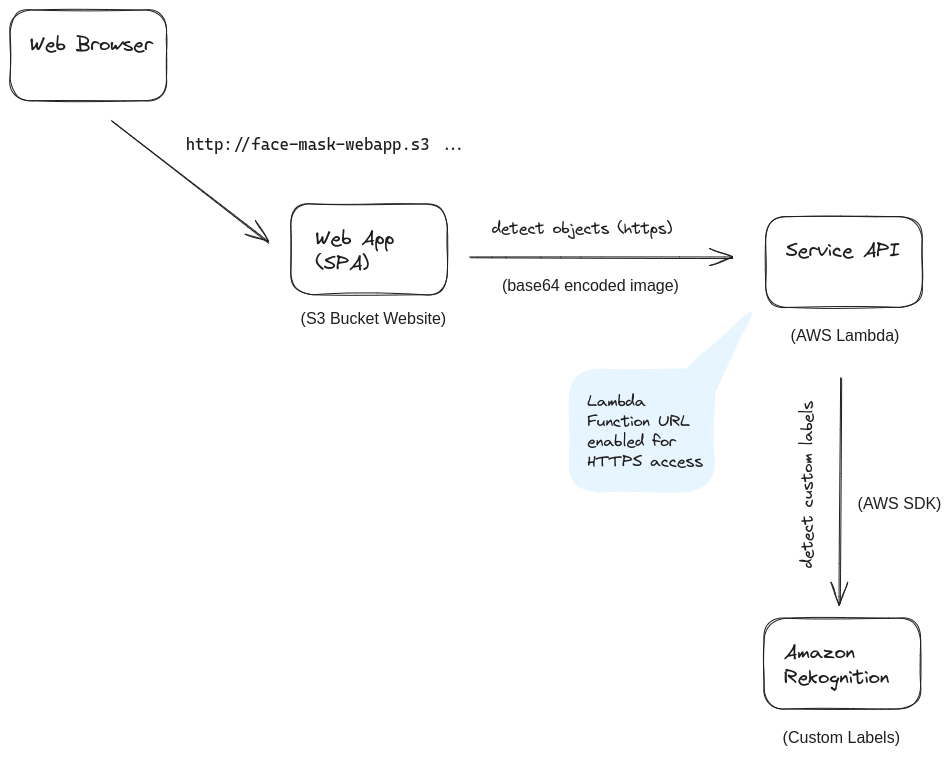 Web Browser
http://face-mask-webapp.s3 ...
Web App
(SPA)
(S3 Bucket Website)
detect objects (https)
(base64 encoded image)
Service API
(AWS Lambda)
Lambda
Function URL
enabled for
HTTPS access
detect custom labels
(AWS SDK)
Amazon
Rekognition
(Custom Labels)